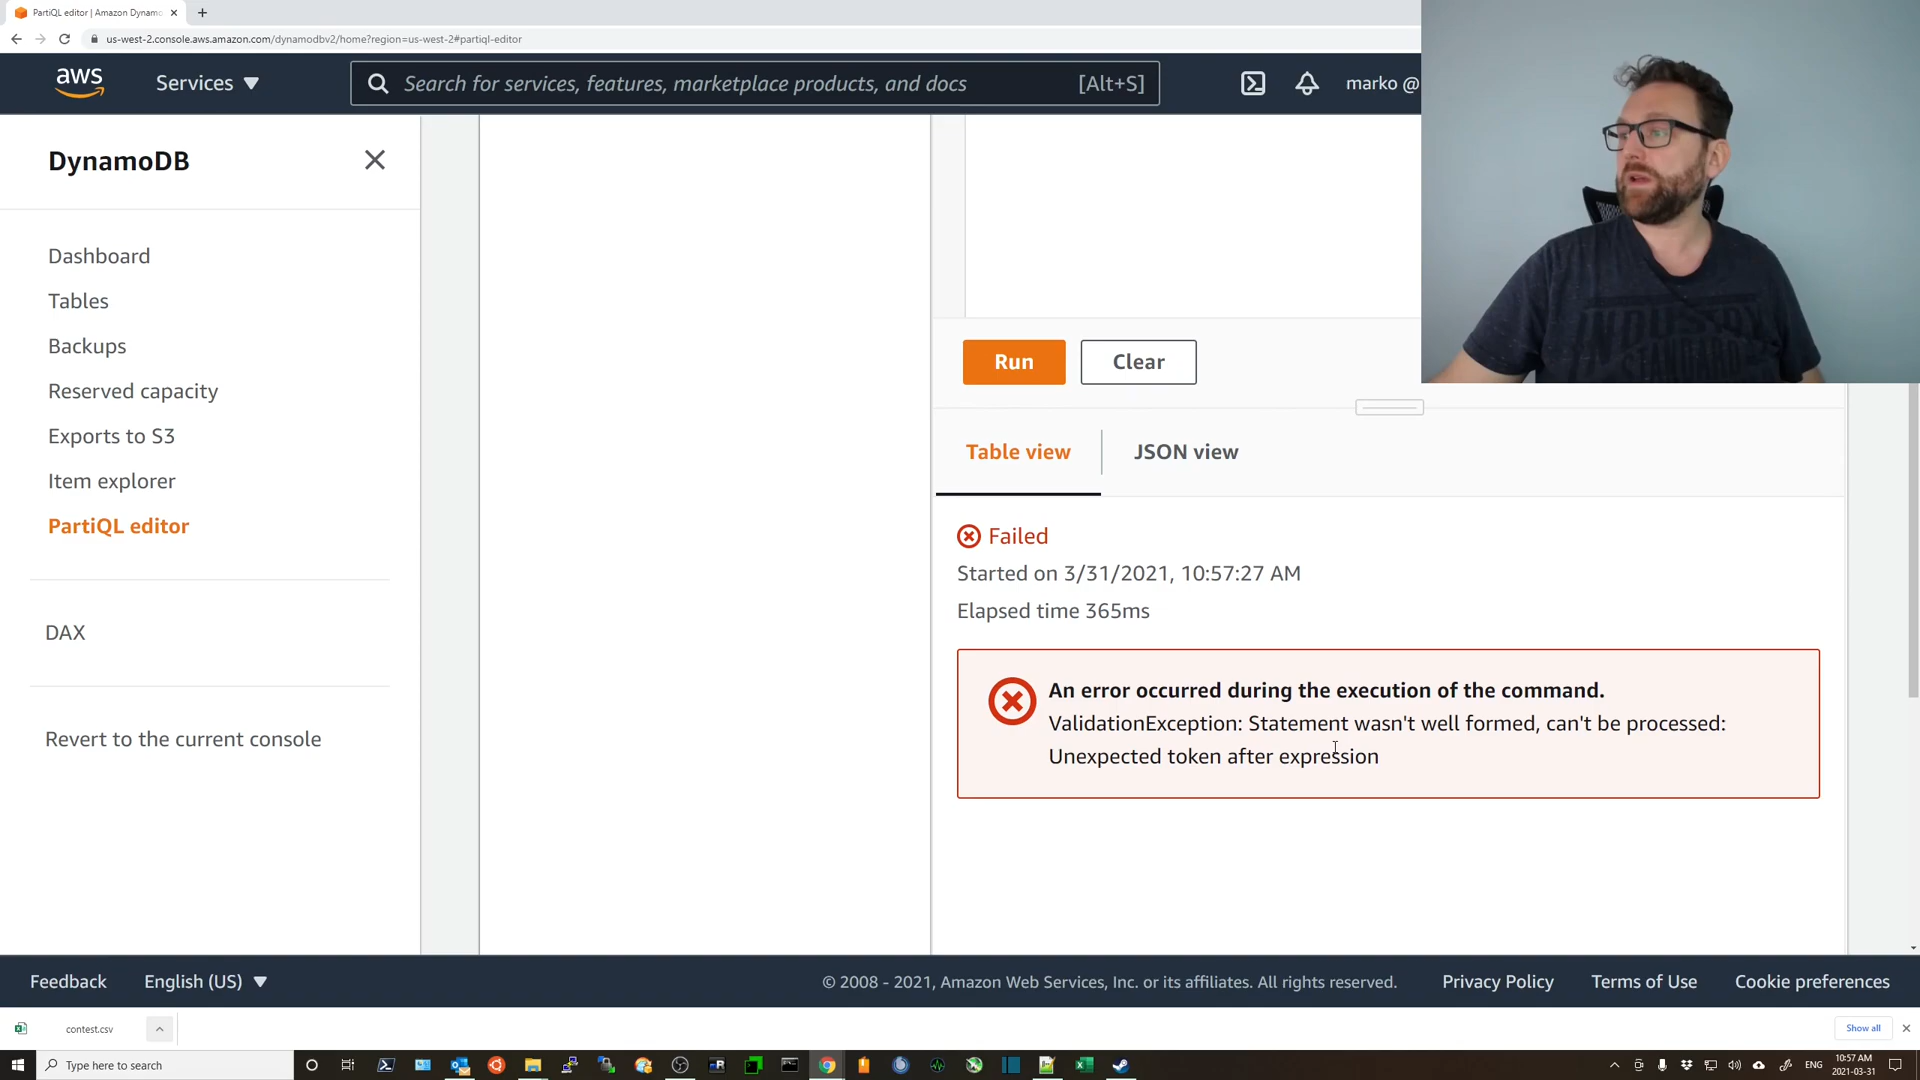 PartiQL editor | Amazon Dynamo
us-west-2.console.aws.amazon.com/dynamodbv2/home?region=us-west-2#partiql-editor
aws
Services
Search for services, features, marketplace products, and docs
[Alt+S]
marko @
DynamoDB
Dashboard
Tables
Backups
Reserved capacity
Exports to S3
Item explorer
PartiQL editor
DAX
Revert to the current console
Run
Clear
Table view
JSON view
Failed
Started on 3/31/2021, 10:57:27 AM
Elapsed time 365ms
An error occurred during the execution of the command.
ValidationException: Statement wasn't well formed, can't be processed:
Unexpected token after expression
Feedback
English (US)
© 2008 - 2021, Amazon Web Services, Inc. or its affiliates. All rights reserved.
Privacy Policy
Terms of Use
Cookie preferences
contest.csv
Show all
Type here to search
ENG
10:57 AM
2021-03-31